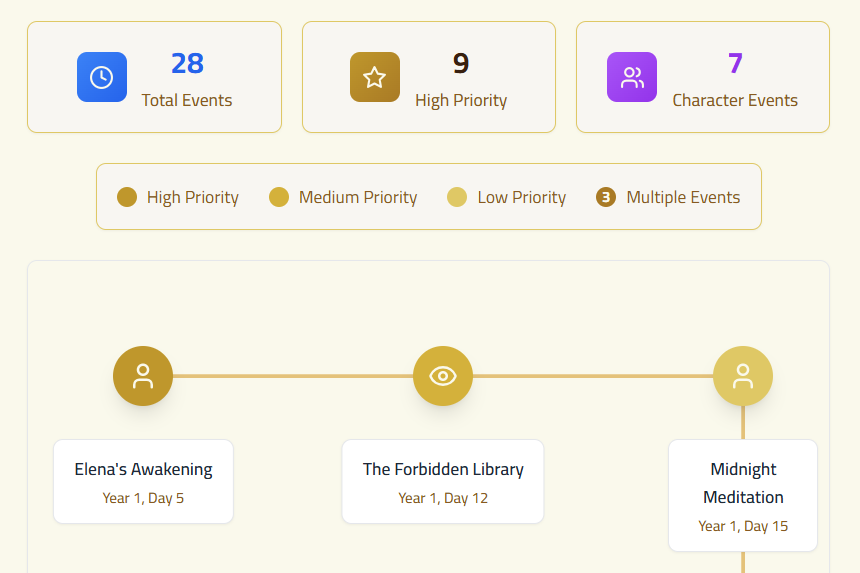 28
Total Events
9
High Priority
7
Character Events
High Priority
Medium Priority
Low Priority
3
Multiple Events
Elena's Awakening
Year 1, Day 5
The Forbidden Library
Year 1, Day 12
Midnight
Meditation
Year 1, Day 15